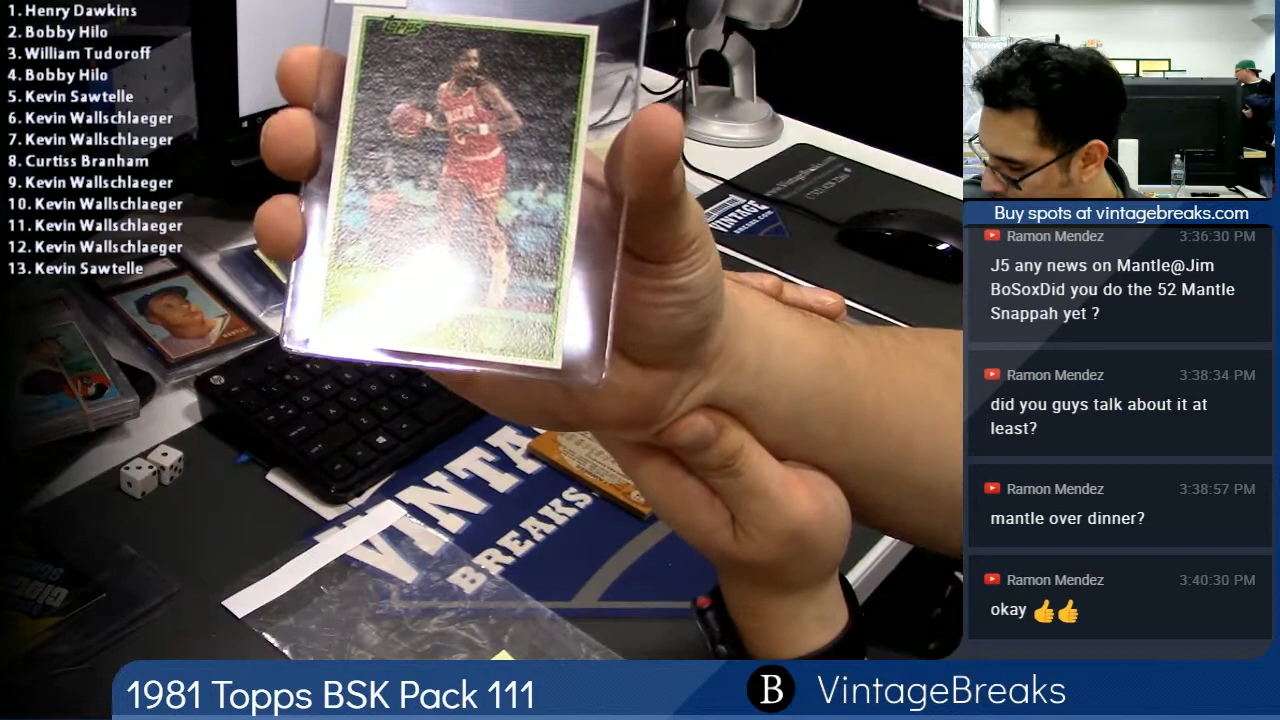 1. Henry Dawkins
2. Bobby Hilo
3. William Tudoroff
4. Bobby Hilo
5. Kevin Sawtelle
6. Kevin Wallschlaeger
7. Kevin Wallschlaeger
8. Curtiss Branham
9. Kevin Wallschlaeger
10. Kevin Wallschlaeger
11. Kevin Wallschlaeger
12. Kevin Wallschlaeger
13. Kevin Sawtelle
TOPPS
VINTAGE
BREAKS.COM
VINTA
BREAKS
Buy spots at vintagebreaks.com
Ramon Mendez 3:36:30 PM
J5 any news on Mantle@Jim
BoSoxDid you do the 52 Mantle
Snappah yet ?
Ramon Mendez 3:38:34 PM
did you guys talk about it at
least?
Ramon Mendez 3:38:57 PM
mantle over dinner?
Ramon Mendez 3:40:30 PM
okay 👍👍
1981 Topps BSK Pack 111
B VintageBreaks